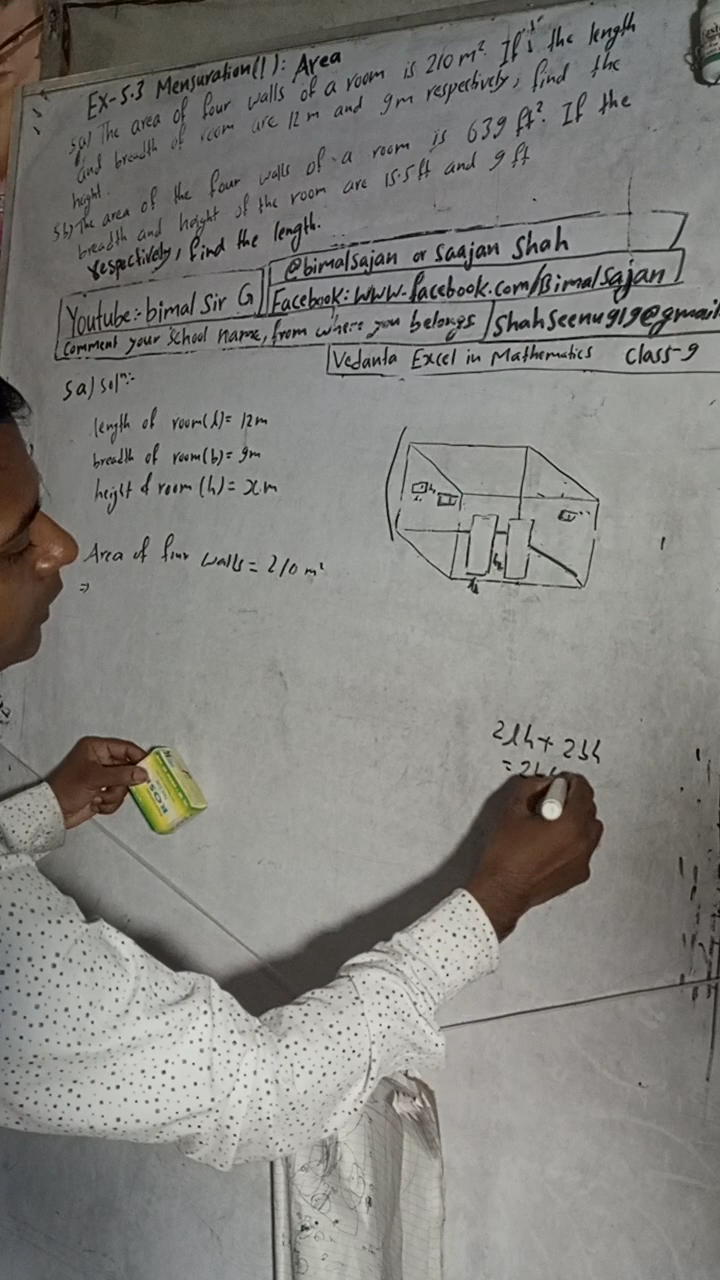 Ex-5.3 Mensuration(I): Area
5a) The area of four walls of a room is 210 m². If the length
and breadth of room are 12 m and 9m respectively, find the
height.
5b) The area of the four walls of a room is 639 ft². If the
breadth and height of the room are 15.5 ft and 9 ft
respectively, find the length.
@bimalsajan or Saajan Shah
Youtube:- bimal Sir G
Facebook: www.facebook.com/Bimalsajan
Comment your School name, from where you belongs
Shahseenu919@gmail
Vedanta Excel in Mathematics Class-9
5a) solⁿ:-
length of room(l) = 12m
breadth of room(b) = 9m
height of room (h) = x m
Area of four walls = 210 m²
⇒
2lh + 2bh